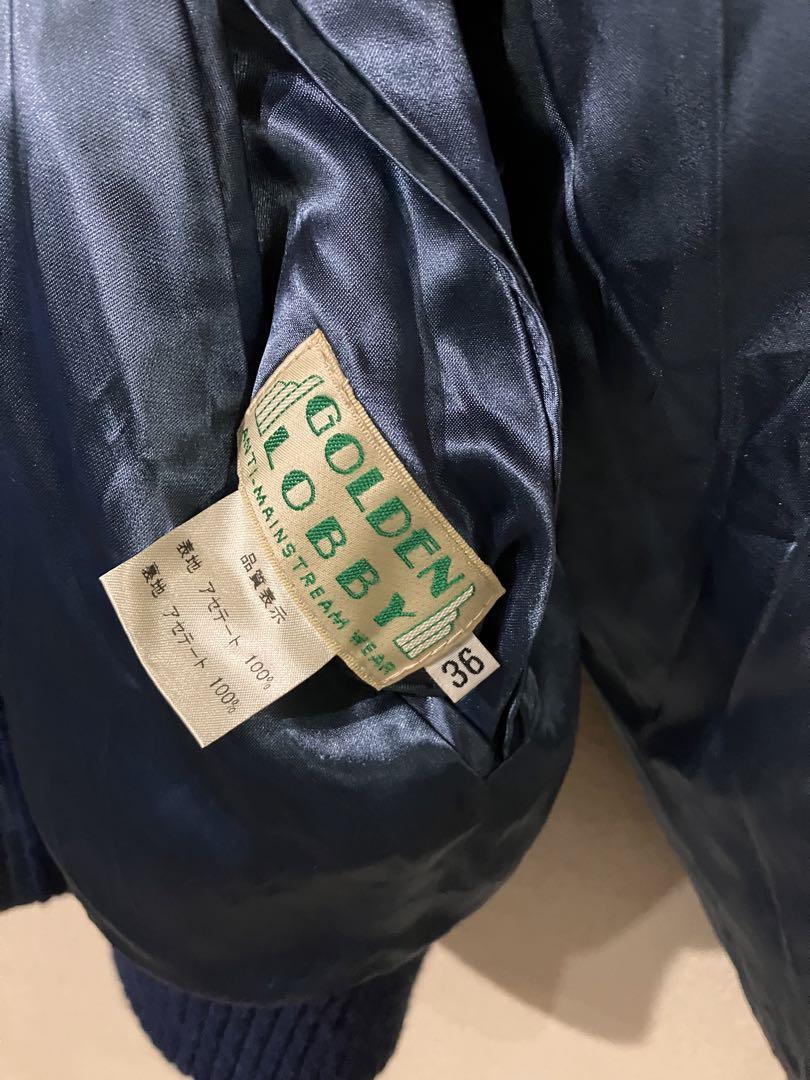 GOLDEN
LOBBY
ANTI-MAINSTREAM WEAR
36
品質表示
表地 アセテート 100%
裏地 アセテート 100%